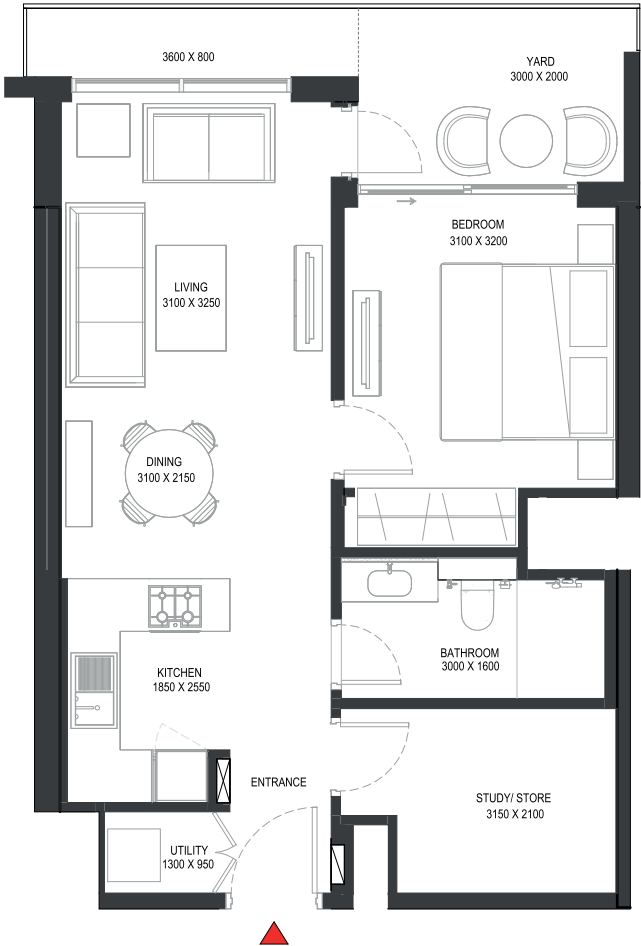 3600 X 800
YARD
3000 X 2000
BEDROOM
3100 X 3200
LIVING
3100 X 3250
DINING
3100 X 2150
KITCHEN
1850 X 2550
BATHROOM
3000 X 1600
ENTRANCE
STUDY/ STORE
3150 X 2100
UTILITY
1300 X 950